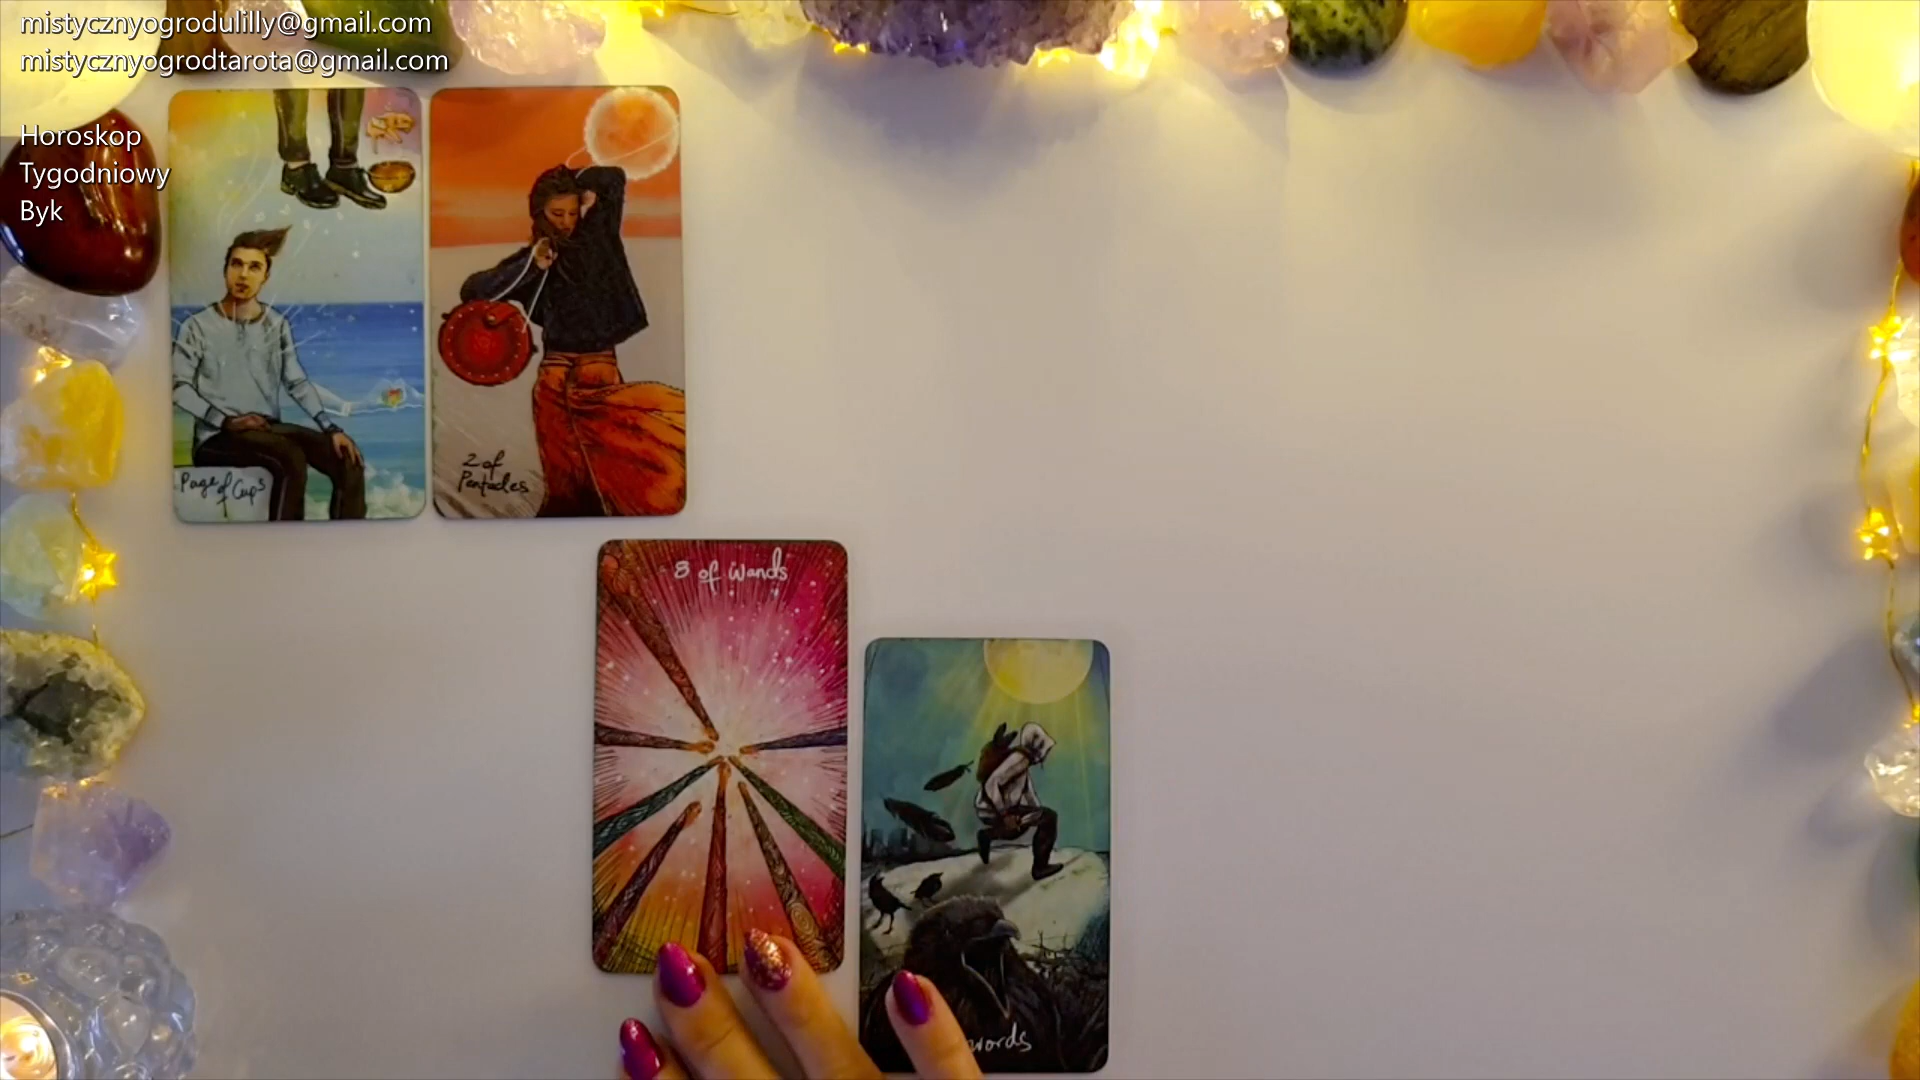 mistycznyogrodulilly@gmail.com
mistycznyogrodtarota@gmail.com
Horoskop
Tygodniowy
Byk
Page of Cups
2 of
Pentacles
8 of Wands